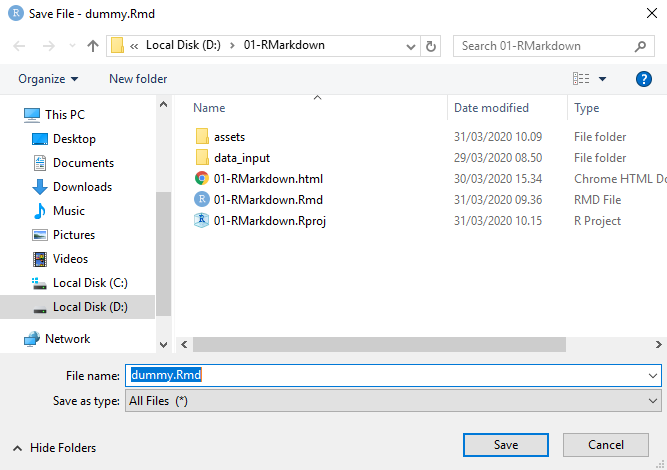 Save File - dummy.Rmd
Local Disk (D:) 01-RMarkdown
Search 01-RMarkdown
Organize New folder
This PC
Desktop
Documents
Downloads
Music
Pictures
Videos
Local Disk (C:)
Local Disk (D:)
Network
Name Date modified Type
assets 31/03/2020 10.09 File folder
data_input 29/03/2020 08.50 File folder
01-RMarkdown.html 30/03/2020 15.34 Chrome HTML Do
01-RMarkdown.Rmd 31/03/2020 09.36 RMD File
01-RMarkdown.Rproj 31/03/2020 10.15 R Project
File name: dummy.Rmd
Save as type: All Files (*)
Hide Folders Save Cancel